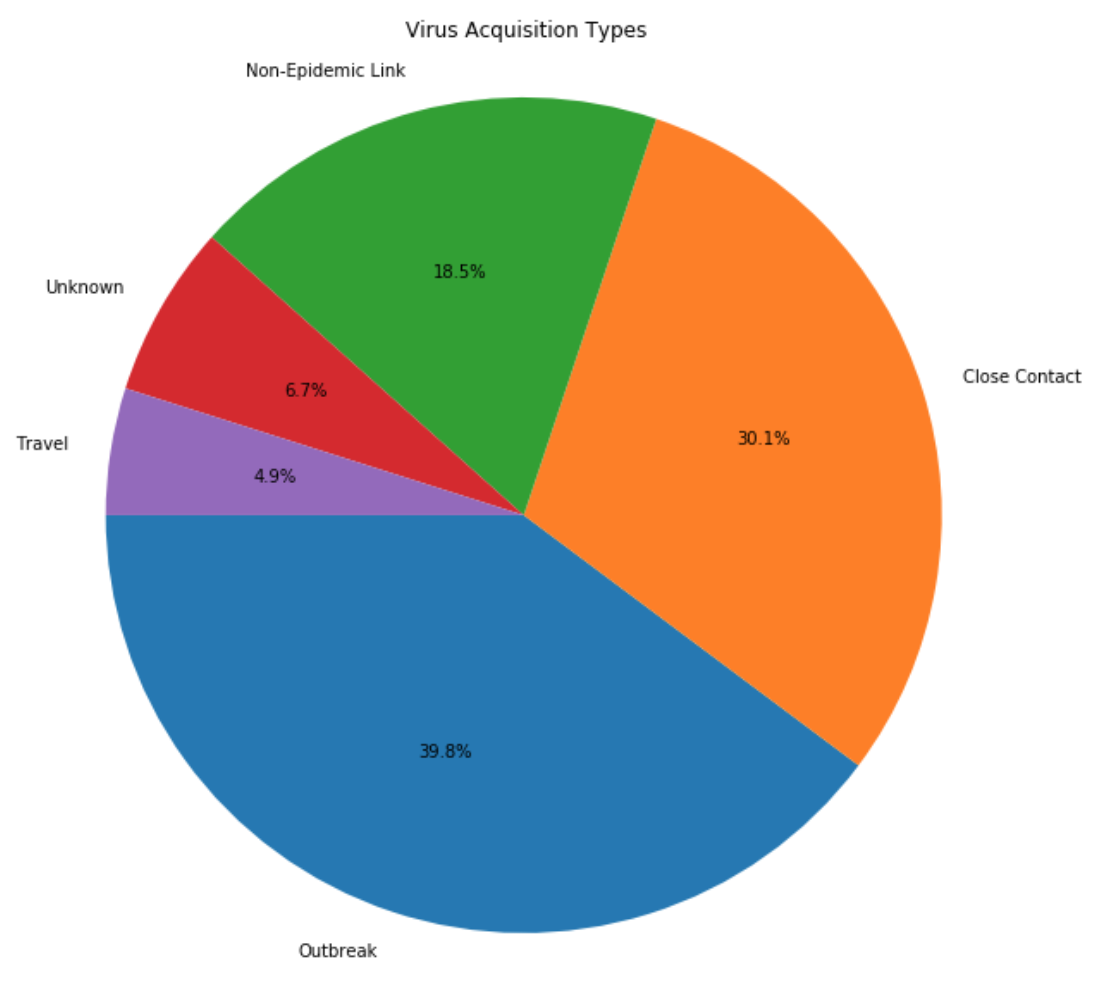 Virus Acquisition Types
Non-Epidemic Link
18.5%
Unknown
6.7%
Close Contact
30.1%
Travel
4.9%
39.8%
Outbreak